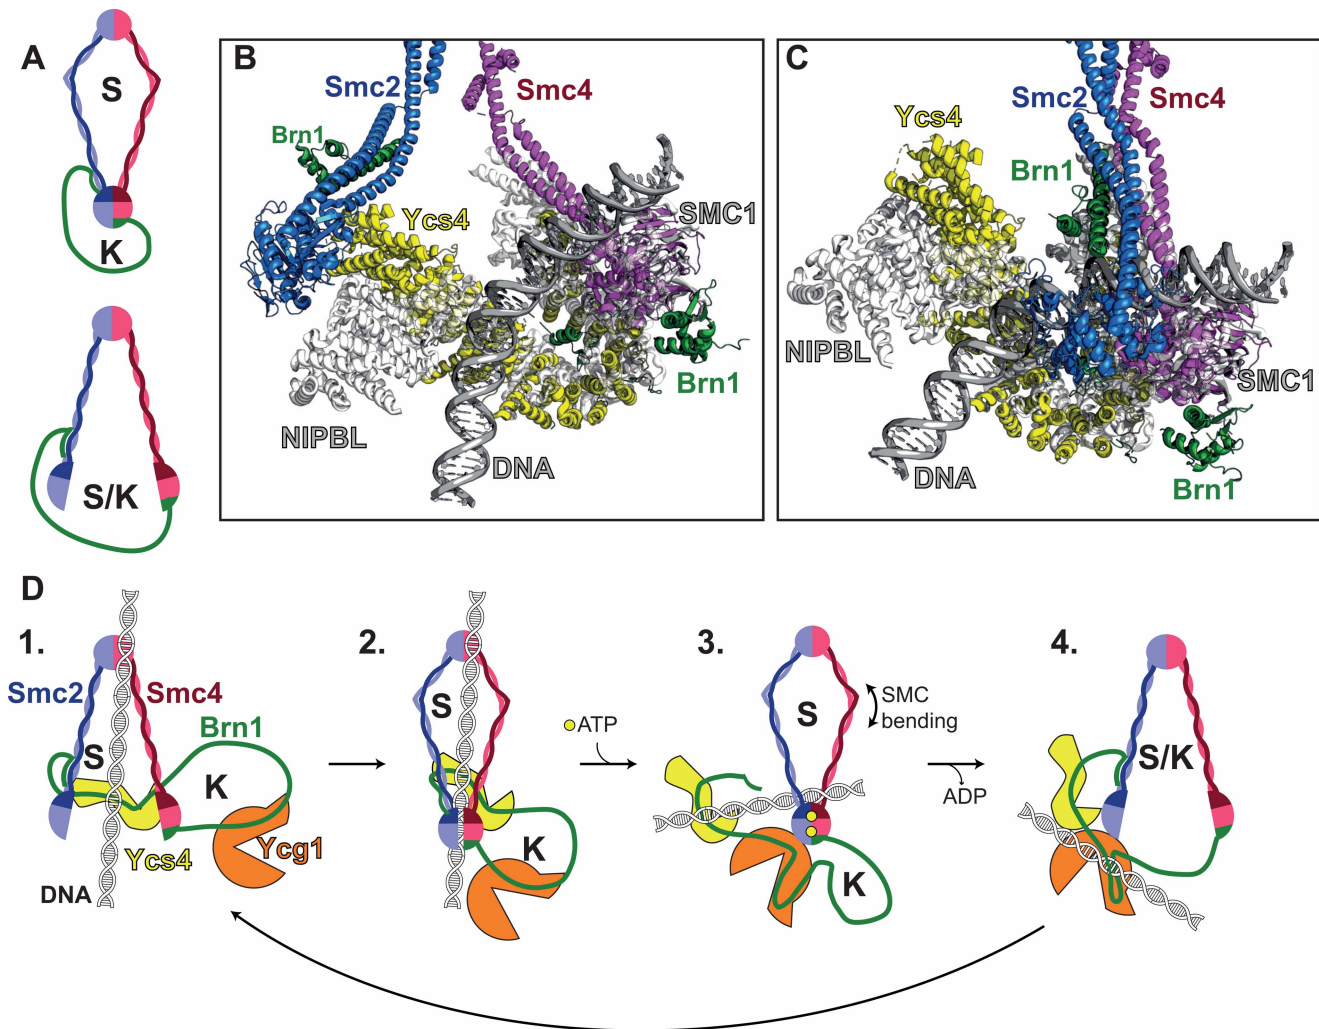 A
S
K
S/K
B
Smc2
Smc4
Brn1
Ycs4
SMC1
Brn1
NIPBL
DNA
C
Smc2
Smc4
Ycs4
Brn1
NIPBL
SMC1
DNA
Brn1
D
1.
Smc2
Smc4
Brn1
S
K
Ycs4
Ycg1
DNA
2.
S
K
ATP
3.
S
SMC
bending
K
ADP
4.
S/K